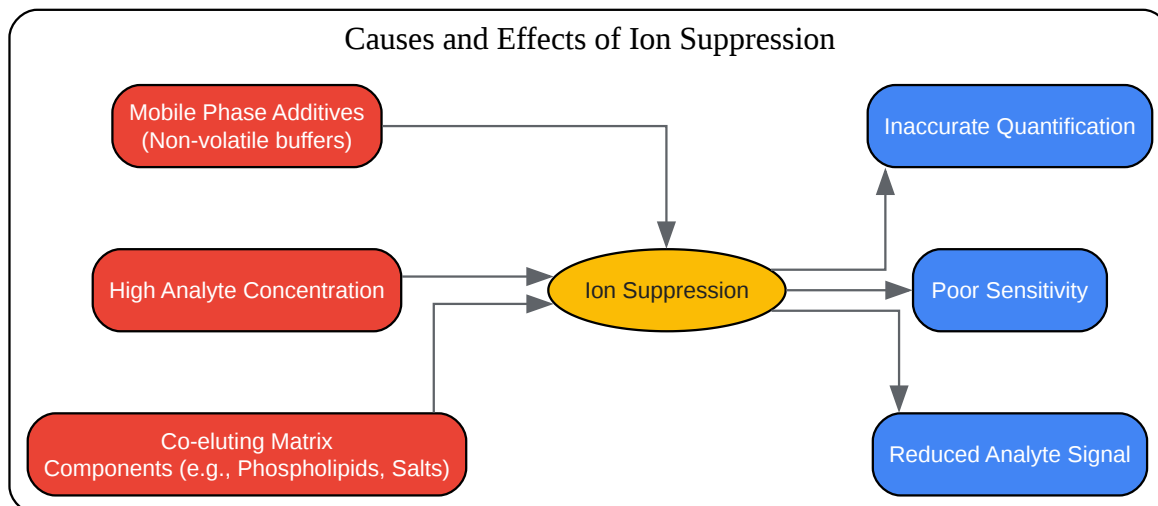 Causes and Effects of Ion Suppression
Mobile Phase Additives
(Non-volatile buffers)
Inaccurate Quantification
High Analyte Concentration
Ion Suppression
Poor Sensitivity
Co-eluting Matrix
Components (e.g., Phospholipids, Salts)
Reduced Analyte Signal